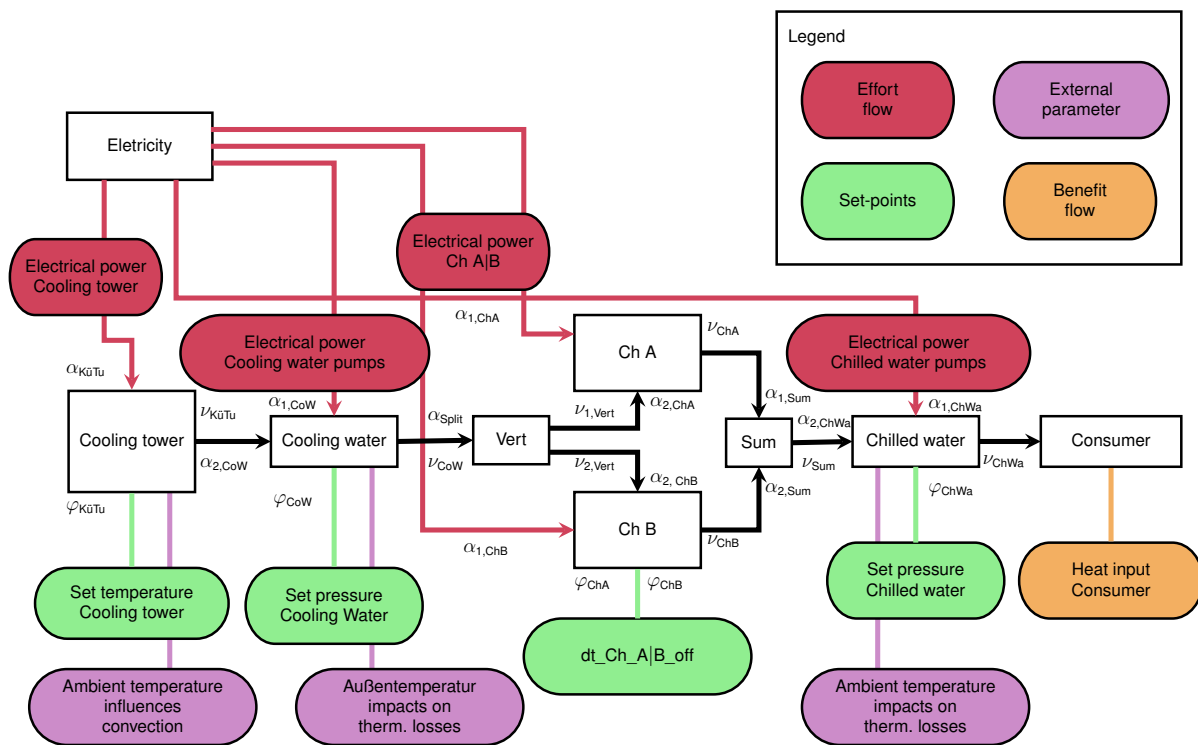 Legend
Effort
flow
External
parameter
Set-points
Benefit
flow
Eletricity
Electrical power
Cooling tower
Electrical power
Ch A|B
Electrical power
Cooling water pumps
Electrical power
Chilled water pumps
α1,ChA
νChA
Ch A
αKüTu
νKüTu
α1,CoW
αSplit
ν1,Vert
α2,ChA
α1,Sum
α2,ChWa
α1,ChWa
Cooling tower
Cooling water
Vert
Sum
Chilled water
Consumer
α2,CoW
νCoW
ν2,Vert
α2, ChB
νSum
νChWa
α2,Sum
φKüTu
φCoW
φChWa
Ch B
α1,ChB
νChB
φChA
φChB
Set temperature
Cooling tower
Set pressure
Cooling Water
dt_Ch_A|B_off
Set pressure
Chilled water
Heat input
Consumer
Ambient temperature
influences
convection
Außentemperatur
impacts on
therm. losses
Ambient temperature
impacts on
therm. losses